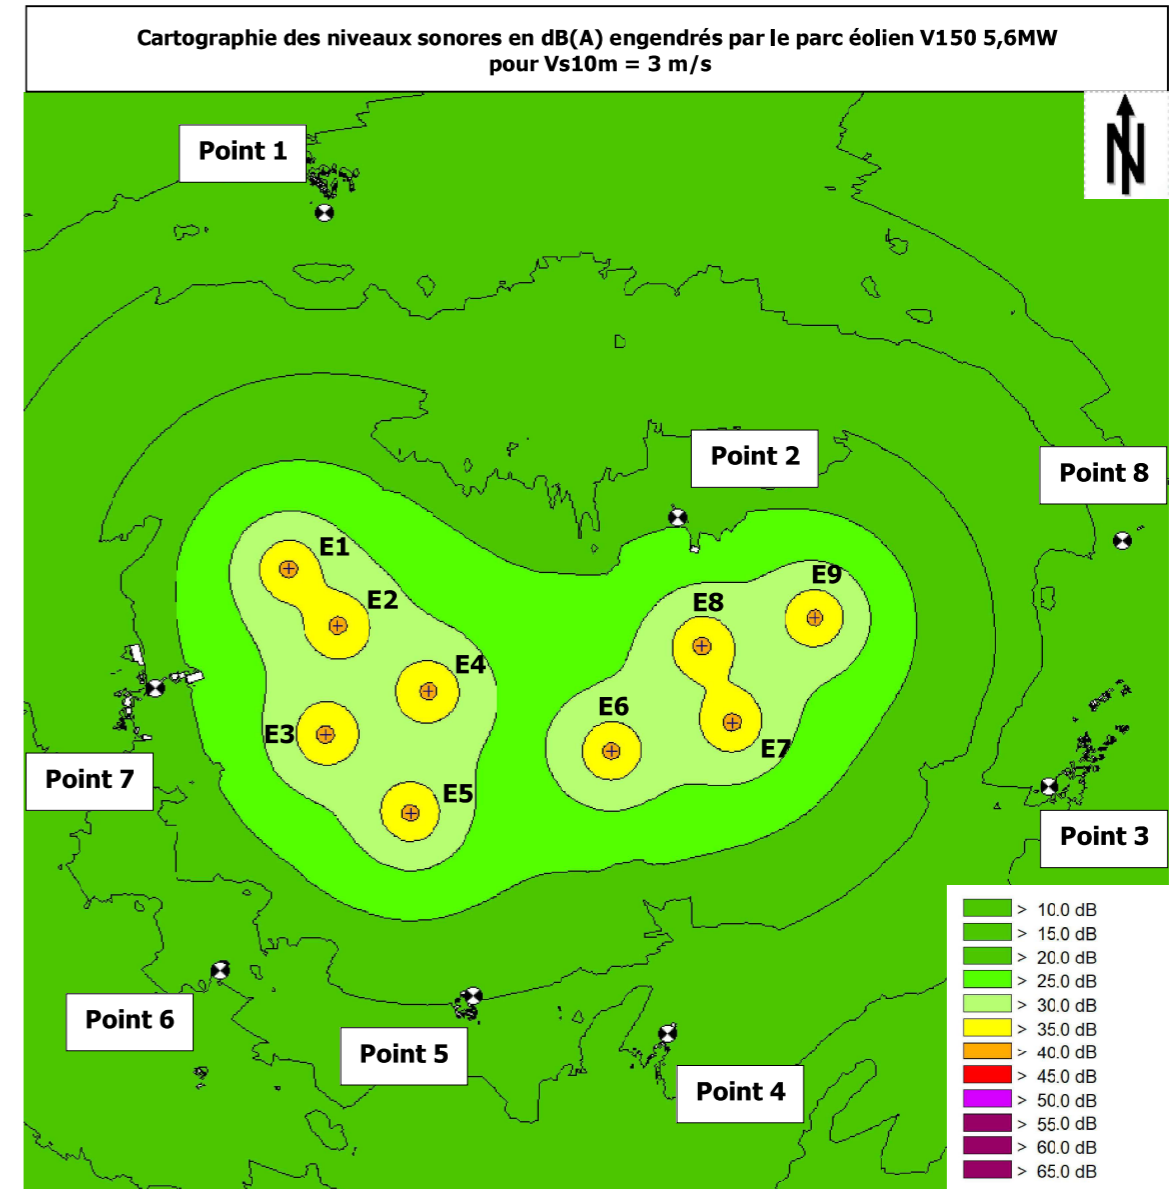 Cartographie des niveaux sonores en dB(A) engendrés par le parc éolien V150 5,6MW
pour Vs10m = 3 m/s
N
Point 1
Point 2
Point 8
E1
E2
E9
E8
E4
E6
E3
E7
Point 7
E5
Point 3
Point 6
Point 5
Point 4
> 10.0 dB
> 15.0 dB
> 20.0 dB
> 25.0 dB
> 30.0 dB
> 35.0 dB
> 40.0 dB
> 45.0 dB
> 50.0 dB
> 55.0 dB
> 60.0 dB
> 65.0 dB